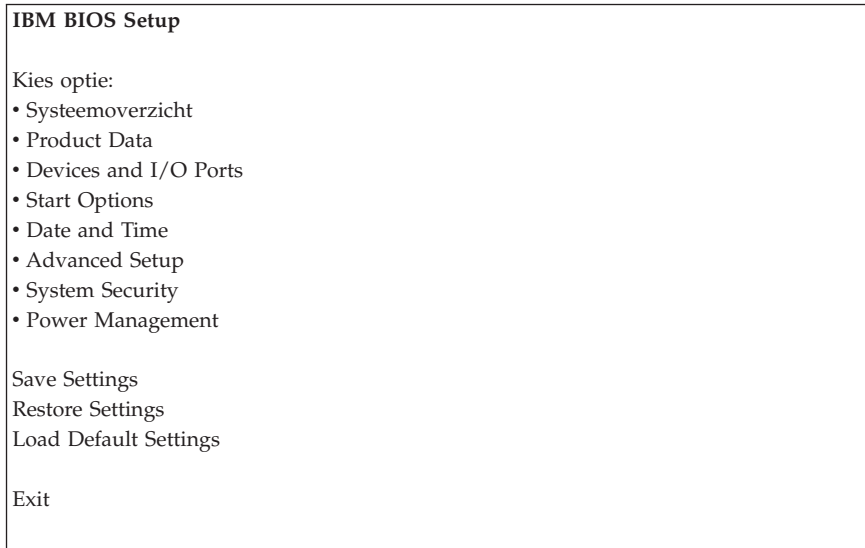 IBM BIOS Setup
Kies optie:
• Systeemoverzicht
• Product Data
• Devices and I/O Ports
• Start Options
• Date and Time
• Advanced Setup
• System Security
• Power Management
Save Settings
Restore Settings
Load Default Settings
Exit